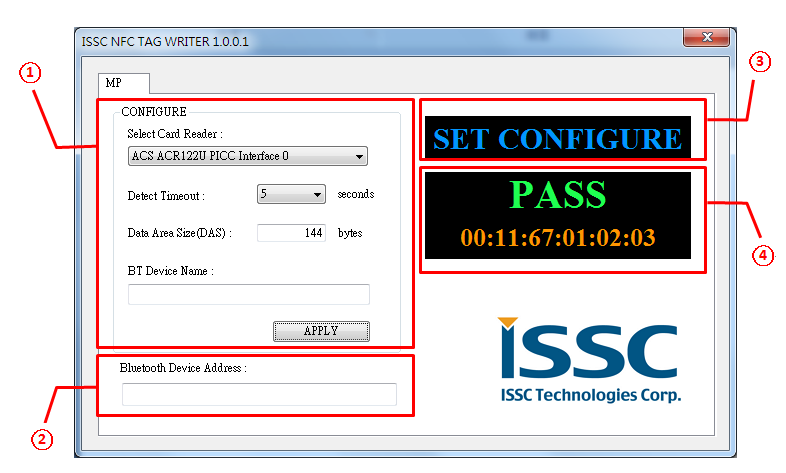 ISSC NFC TAG WRITER 1.0.0.1
MP
1
CONFIGURE
Select Card Reader :
ACS ACR122U PICC Interface 0
Detect Timeout :
5
seconds
Data Area Size(DAS) :
144
bytes
BT Device Name :
APPLY
2
Bluetooth Device Address :
3
SET CONFIGURE
4
PASS
00:11:67:01:02:03
ISSC
ISSC Technologies Corp.